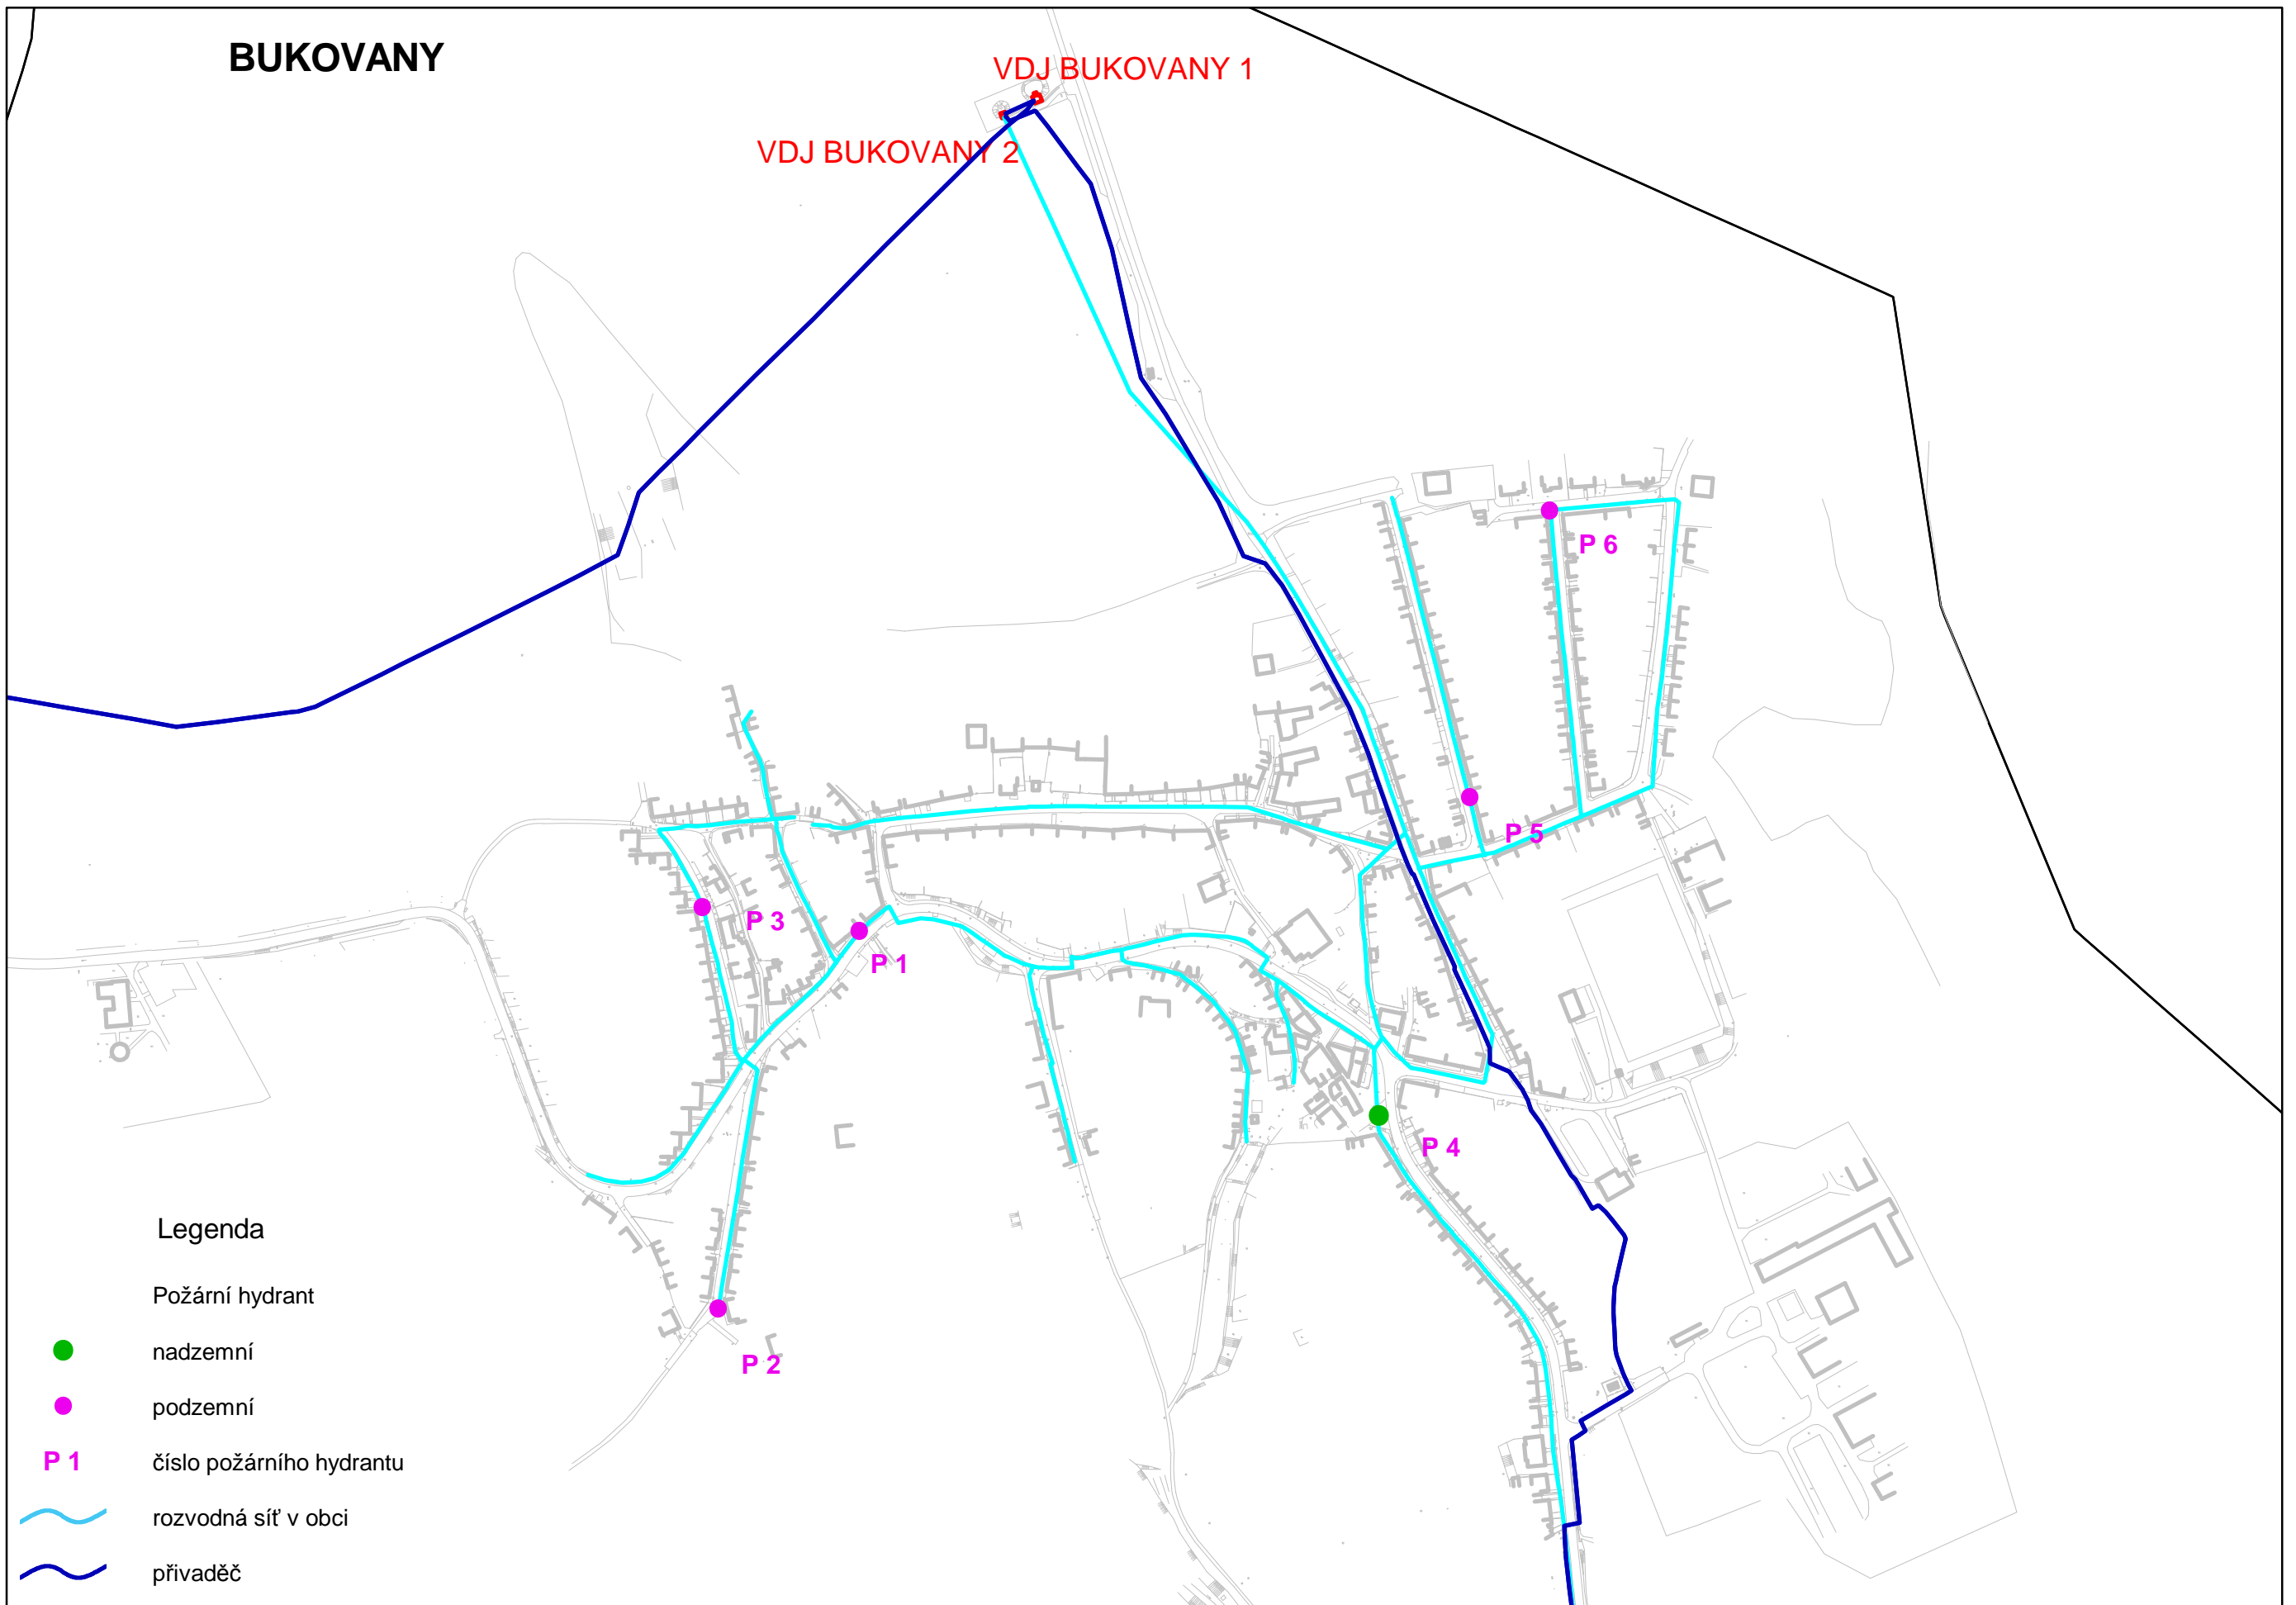 BUKOVANY
VDJ BUKOVANY 1
VDJ BUKOVANY 2
P 6
P 5
P 3
P 1
P 4
P 2
Legenda
Požární hydrant
nadzemní
podzemní
P 1 číslo požárního hydrantu
rozvodná síť v obci
přivaděč